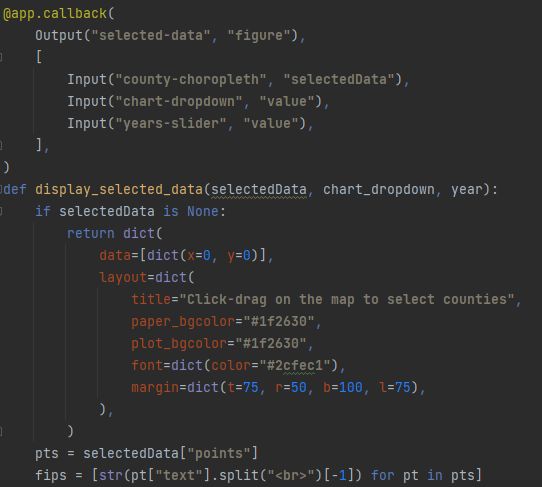 @app.callback(
    Output("selected-data", "figure"),
    [
        Input("county-choropleth", "selectedData"),
        Input("chart-dropdown", "value"),
        Input("years-slider", "value"),
    ],
)
def display_selected_data(selectedData, chart_dropdown, year):
    if selectedData is None:
        return dict(
            data=[dict(x=0, y=0)],
            layout=dict(
                title="Click-drag on the map to select counties",
                paper_bgcolor="#1f2630",
                plot_bgcolor="#1f2630",
                font=dict(color="#2cfec1"),
                margin=dict(t=75, r=50, b=100, l=75),
            ),
        )
    pts = selectedData["points"]
    fips = [str(pt["text"].split("<br>")[-1]) for pt in pts]